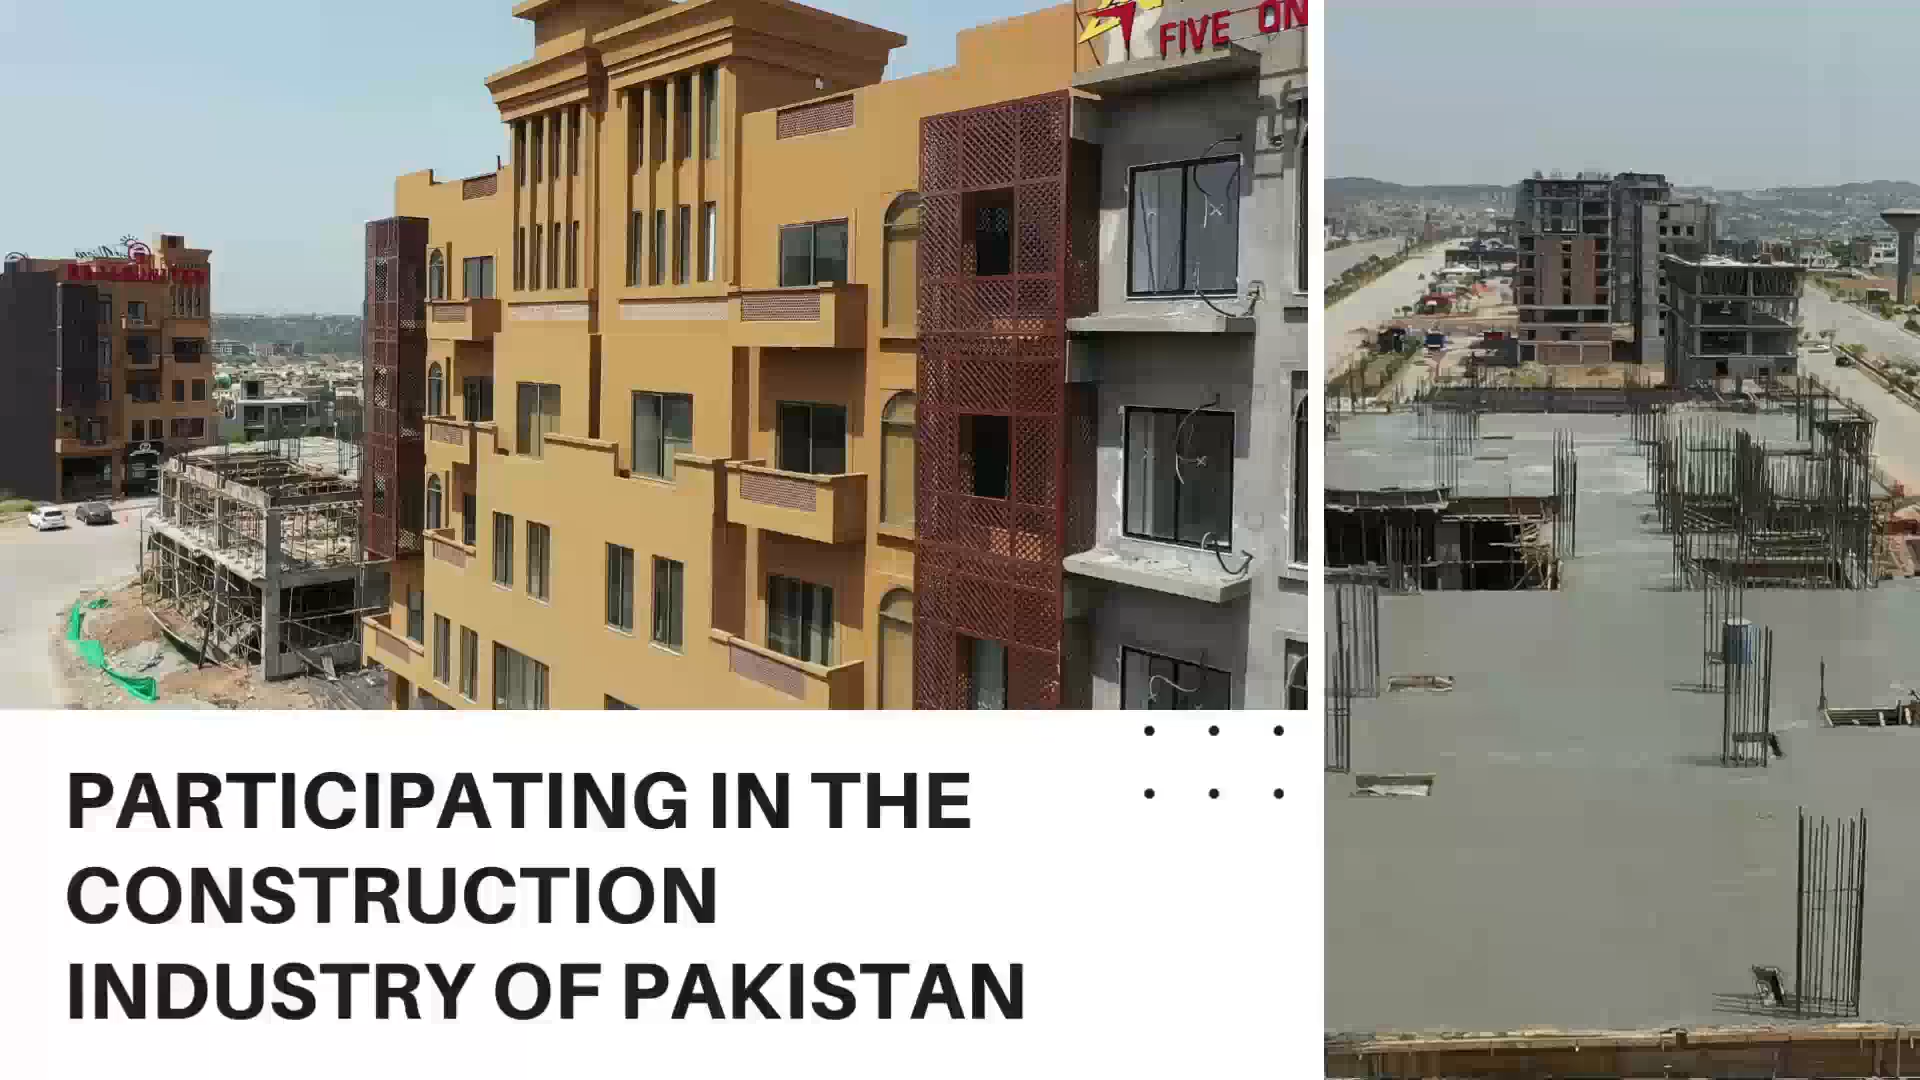 FIVE ON
PARTICIPATING IN THE
CONSTRUCTION
INDUSTRY OF PAKISTAN